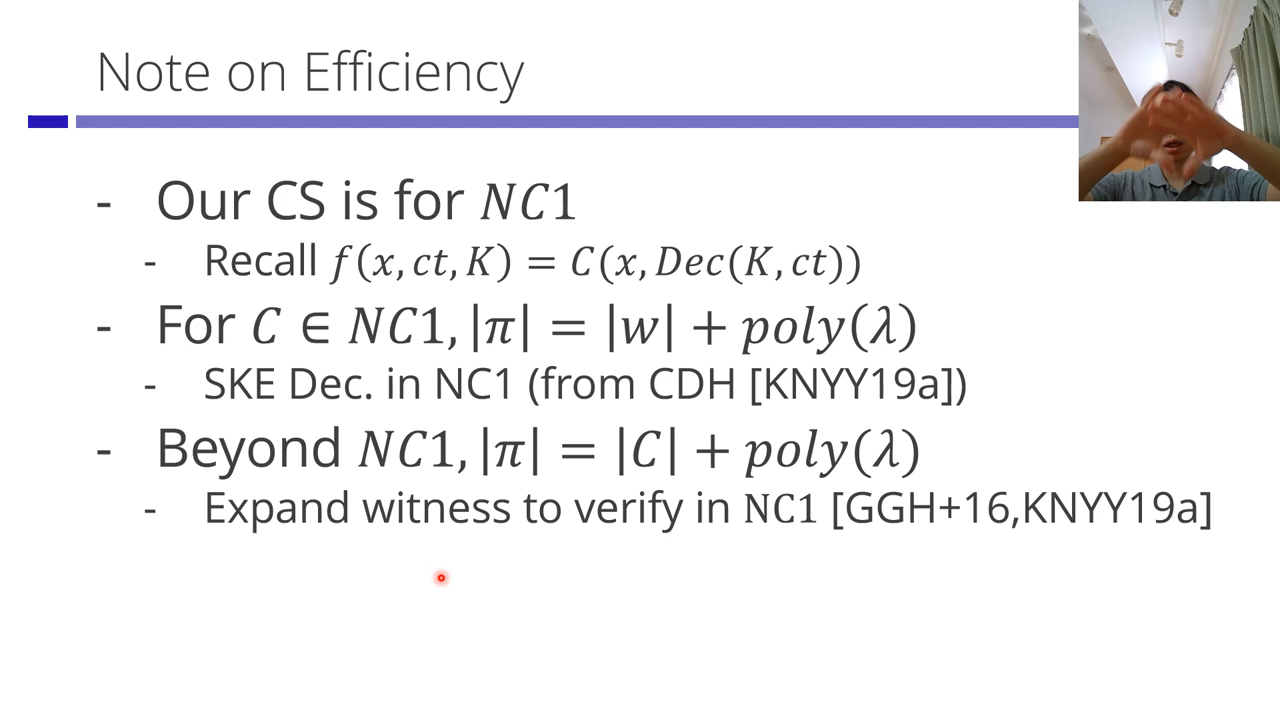 Note on Efficiency
- Our CS is for NC1
- Recall f(x, ct, K) = C(x, Dec(K, ct))
- For C ∈ NC1, |π| = |w| + poly(λ)
- SKE Dec. in NC1 (from CDH [KNYY19a])
- Beyond NC1, |π| = |C| + poly(λ)
- Expand witness to verify in NC1 [GGH+16,KNYY19a]